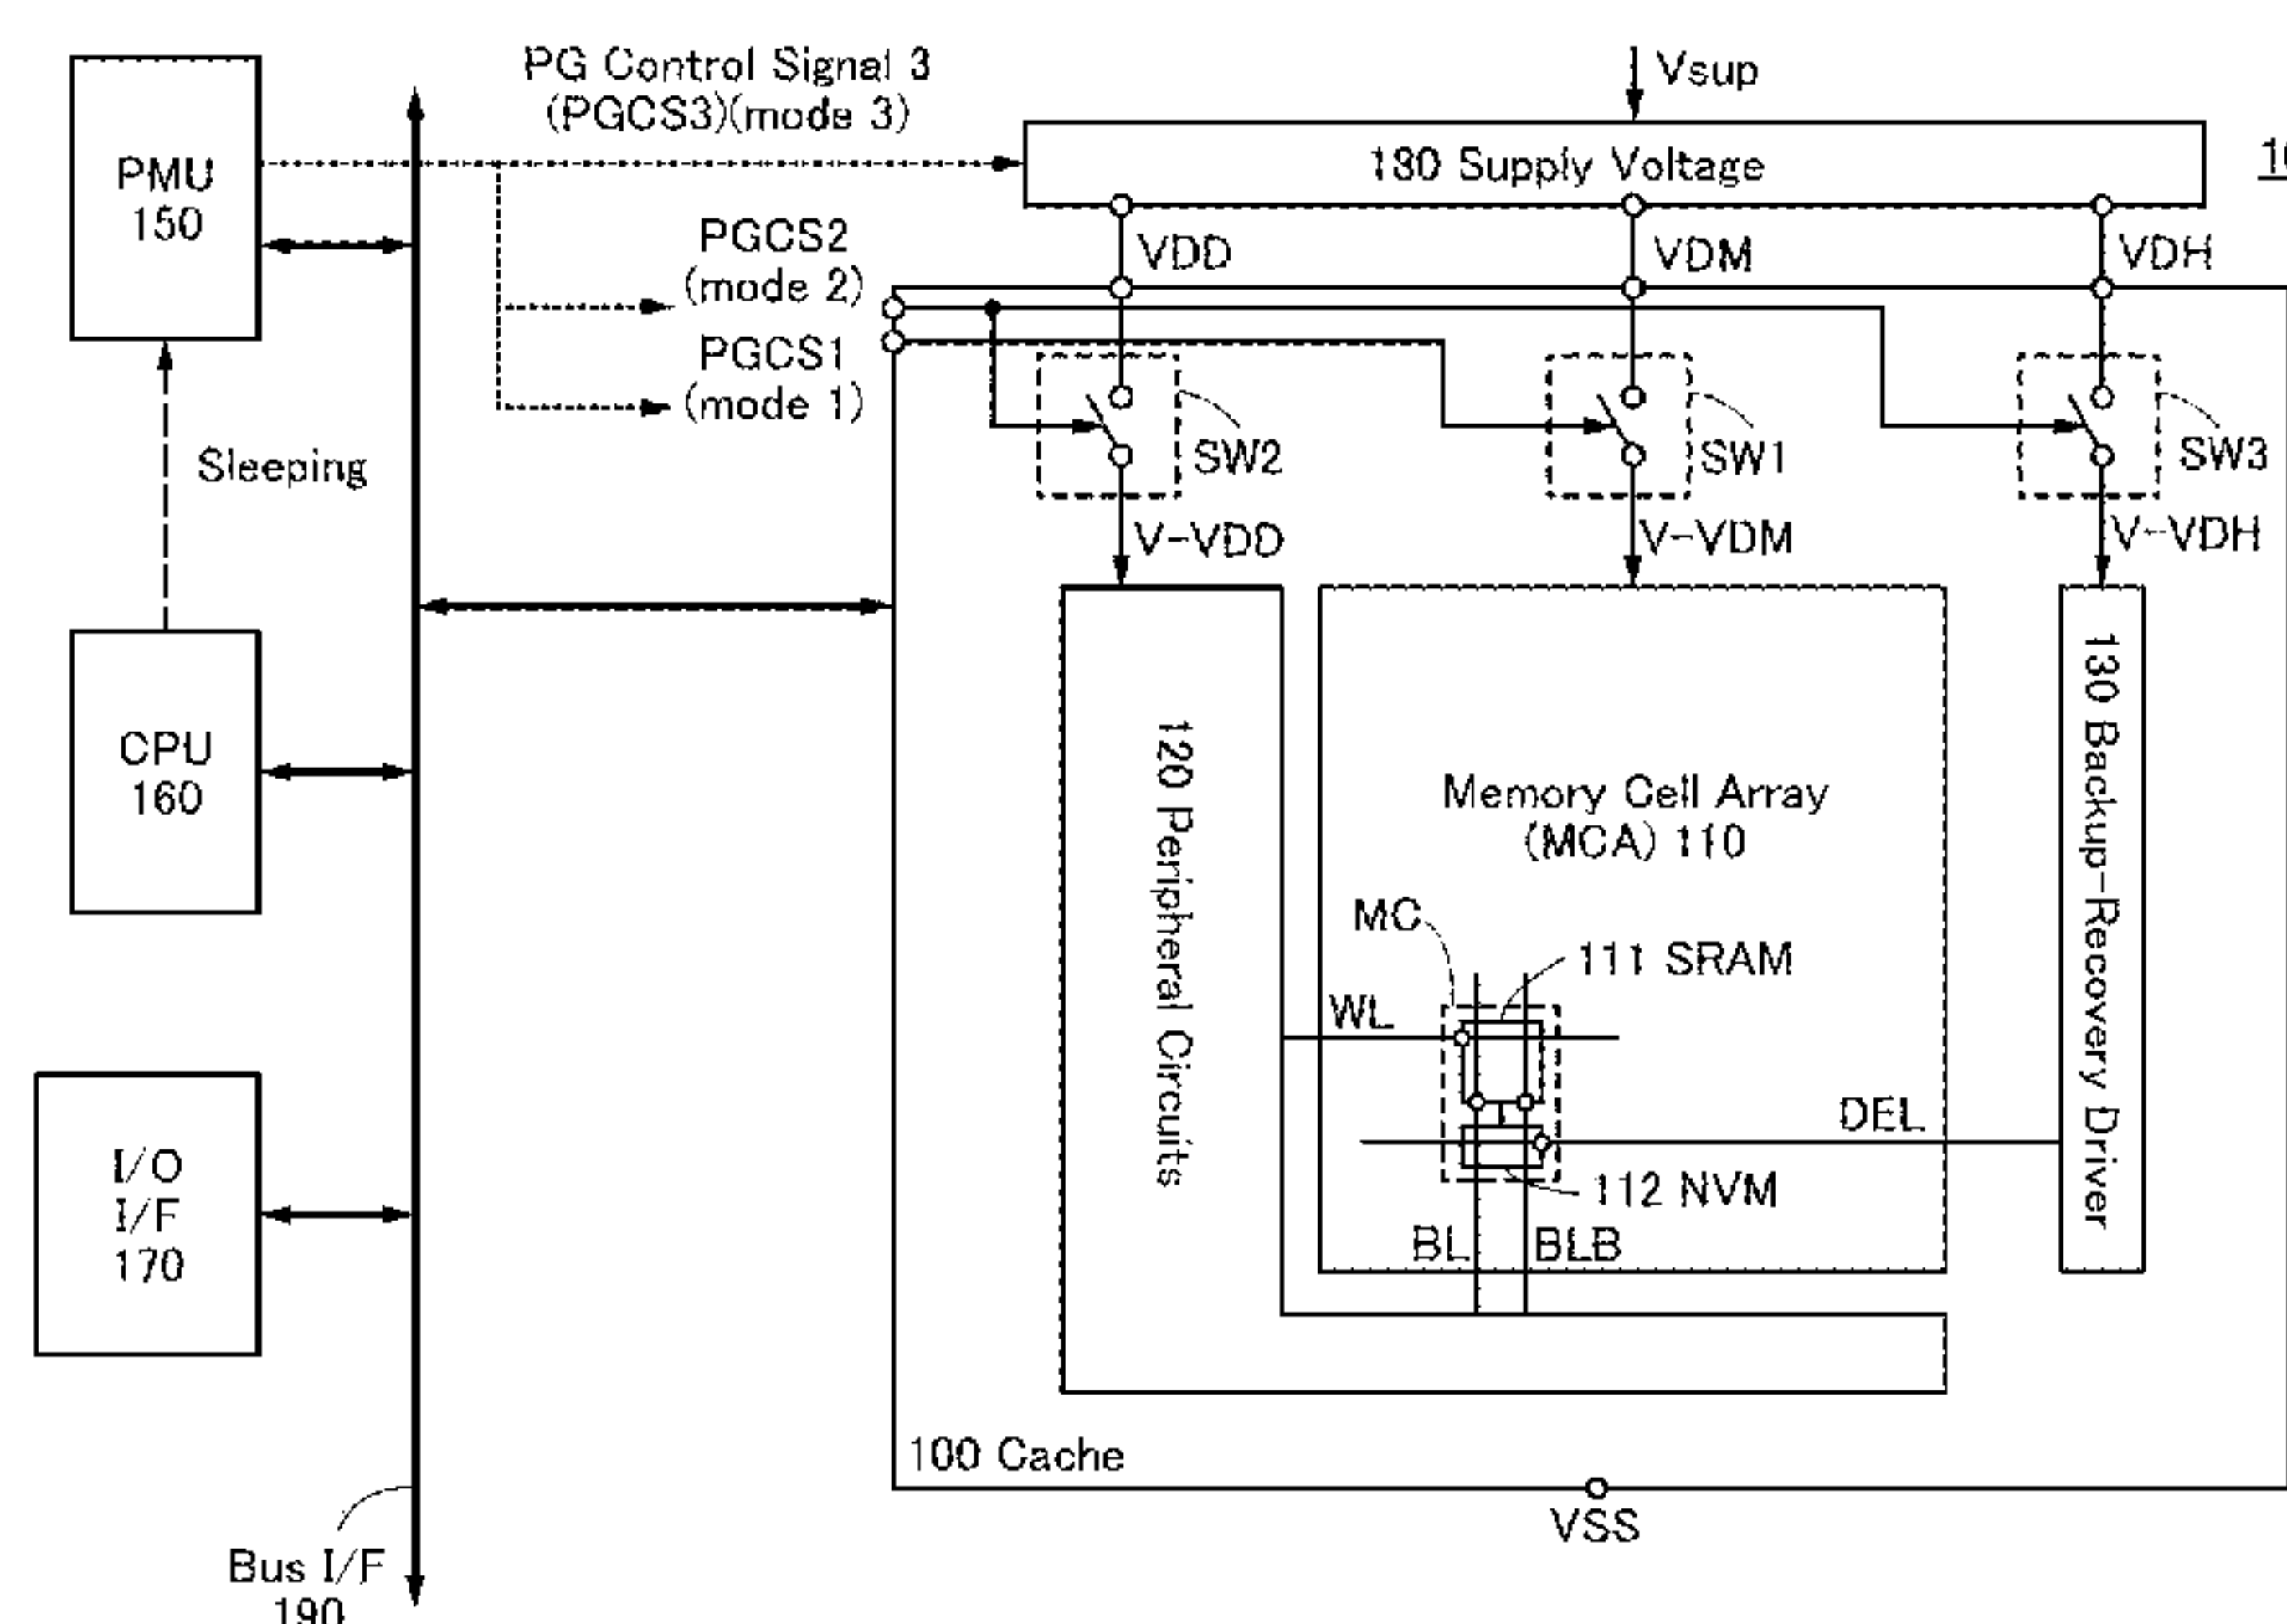 PG Control Signal 3
(PGCS3)(mode 3)
Vsup
PMU
150
180 Supply Voltage
PGCS2
(mode 2)
VDD
VDM
VDH
PGCS1
(mode 1)
Sleeping
SW2
SW1
SW3
V-VDD
V-VDM
V-VDH
CPU
160
120 Peripheral Circuits
Memory Cell Array
(MCA) 110
130 Backup-Recovery Driver
MC
111 SRAM
WL
DEL
112 NVM
BL
BLB
I/O
I/F
170
100 Cache
VSS
Bus I/F
190